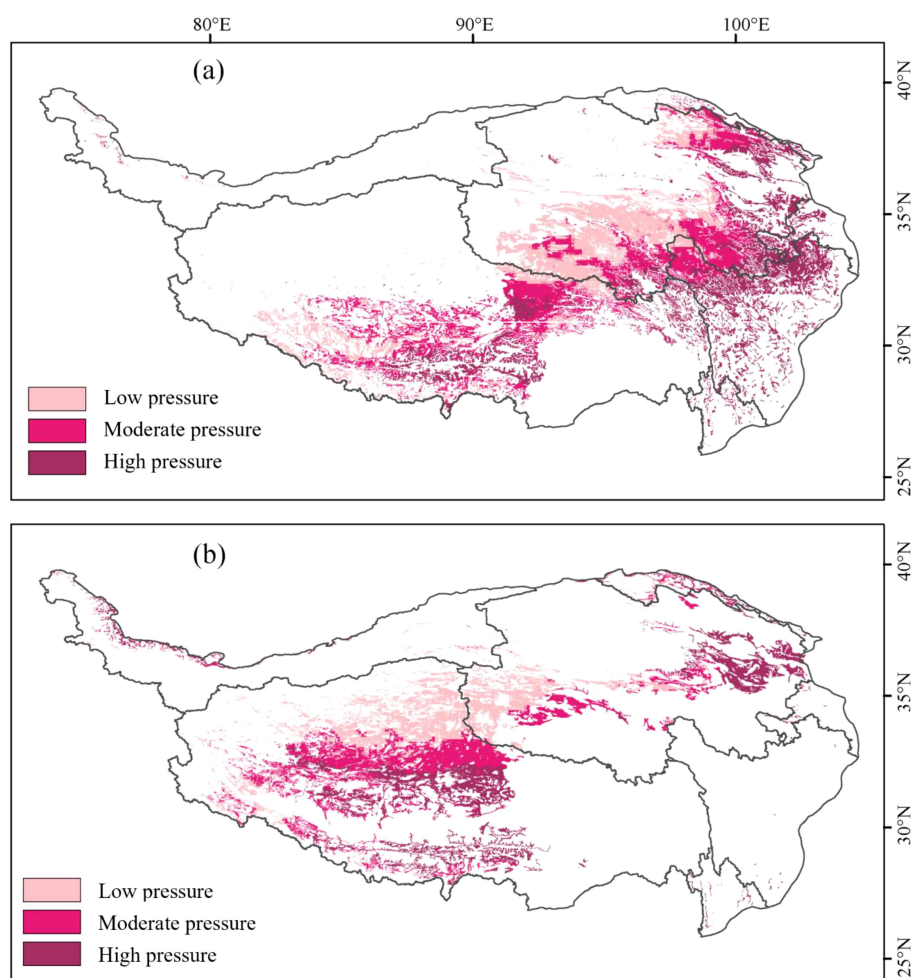 80°E 90°E 100°E
(a)
40°N
35°N
30°N
25°N
Low pressure
Moderate pressure
High pressure
(b)
40°N
35°N
30°N
25°N
Low pressure
Moderate pressure
High pressure